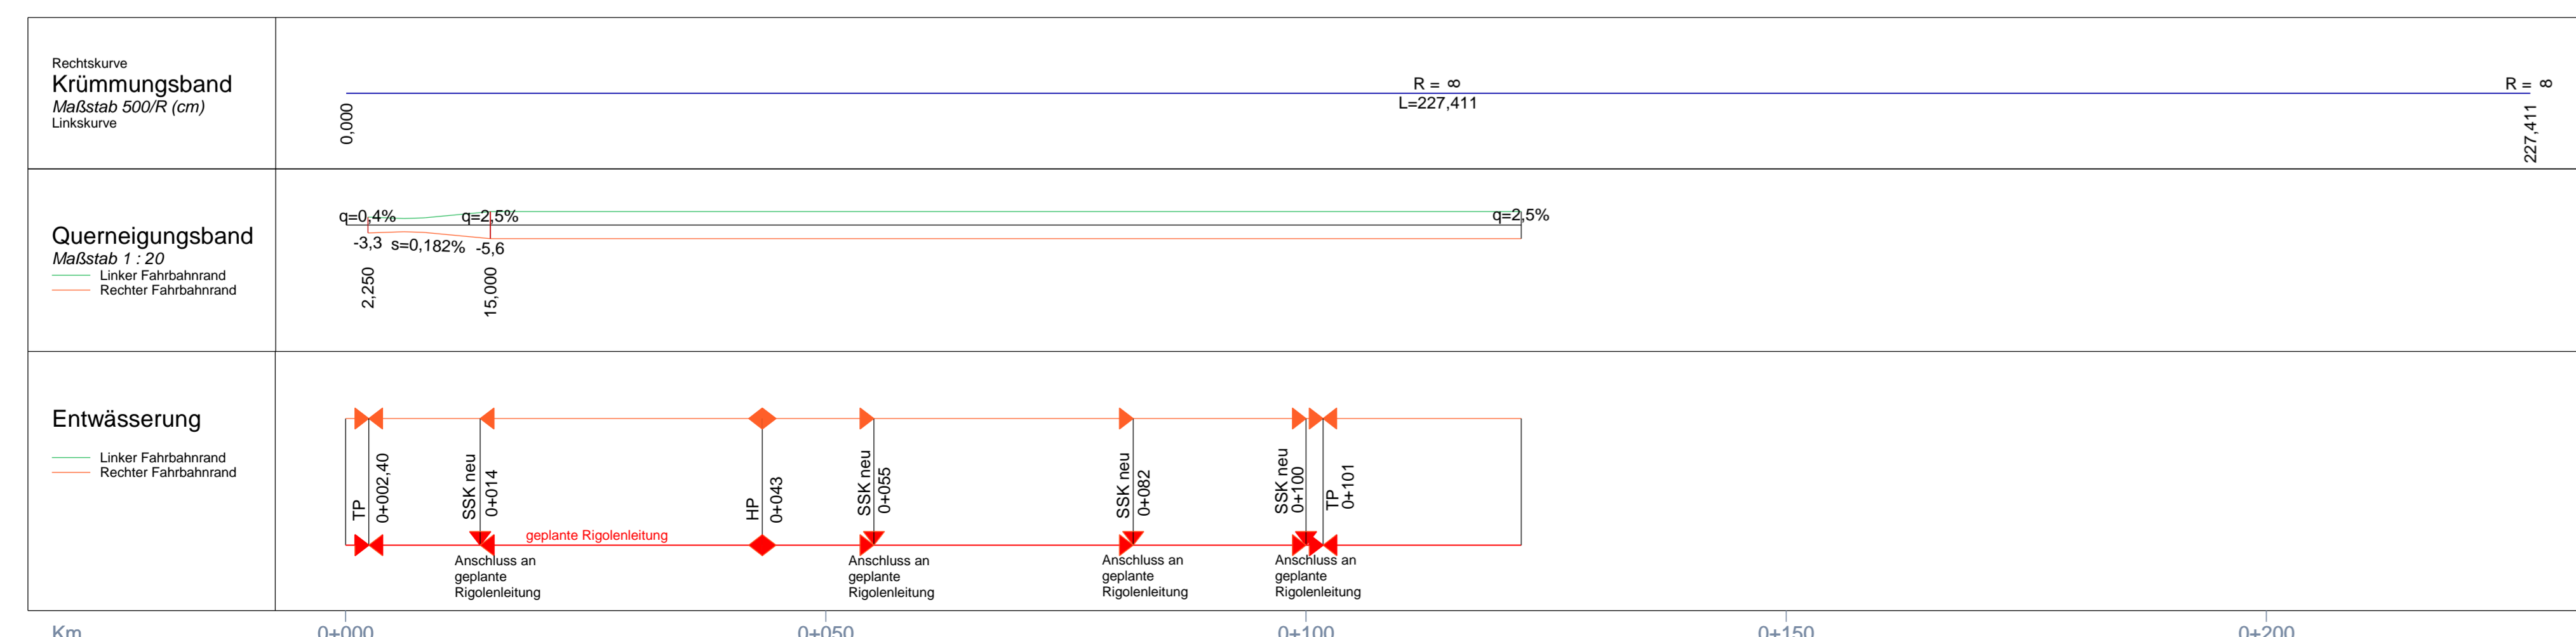 Rechtskurve
Krümmungsband
Maßstab 500/R (cm)
Linkskurve
0,000
R = ∞
L=227,411
R = ∞
227,411
Querneigungsband
Maßstab 1 : 20
Linker Fahrbahnrand
Rechter Fahrbahnrand
q=0,4%
q=2,5%
q=2,5%
-3,3
s=0,182%
-5,6
2,250
15,000
Entwässerung
Linker Fahrbahnrand
Rechter Fahrbahnrand
TP
0+002,40
SSK neu
0+014
HP
0+043
SSK neu
0+055
SSK neu
0+082
SSK neu
0+100
TP
0+101
geplante Rigolenleitung
Anschluss an
geplante
Rigolenleitung
Anschluss an
geplante
Rigolenleitung
Anschluss an
geplante
Rigolenleitung
Anschluss an
geplante
Rigolenleitung
Km
0+000
0+050
0+100
0+150
0+200